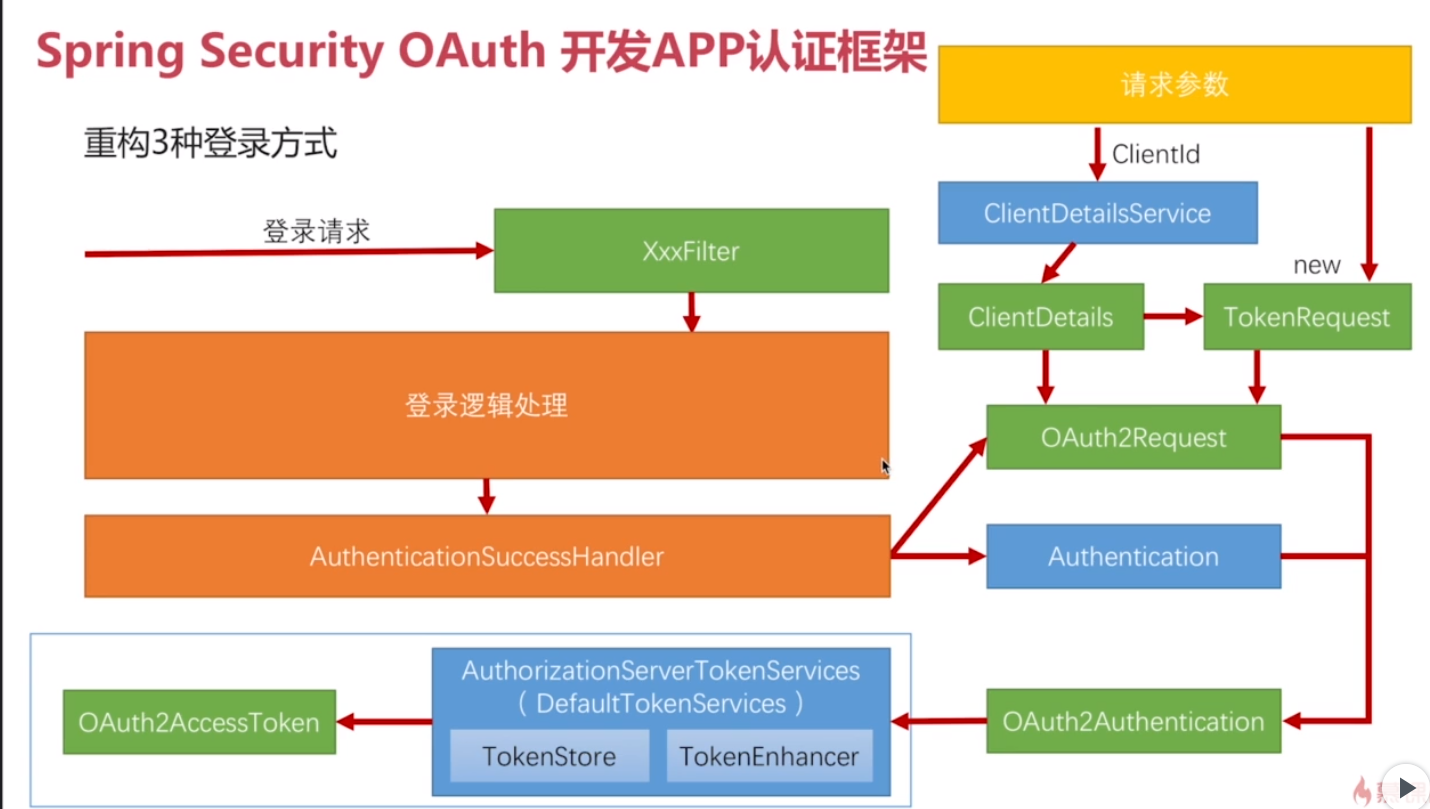 Spring Security OAuth 开发APP认证框架
重构3种登录方式
登录请求
XxxFilter
登录逻辑处理
AuthenticationSuccessHandler
请求参数
ClientId
ClientDetailsService
new
ClientDetails
TokenRequest
OAuth2Request
Authentication
OAuth2Authentication
AuthorizationServerTokenServices
（ DefaultTokenServices ）
TokenStore
TokenEnhancer
OAuth2AccessToken